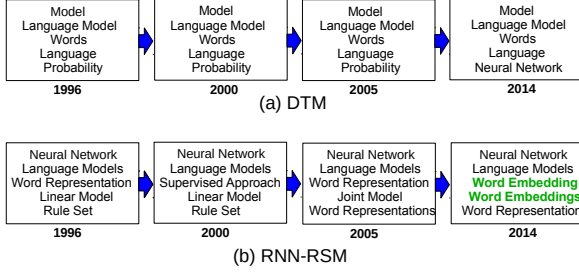 Model
Language Model
Words
Language
Probability
1996
Model
Language Model
Words
Language
Probability
2000
Model
Language Model
Words
Language
Probability
2005
Model
Language Model
Words
Language
Neural Network
2014
(a) DTM
Neural Network
Language Models
Word Representation
Linear Model
Rule Set
1996
Neural Network
Language Models
Supervised Approach
Linear Model
Rule Set
2000
Neural Network
Language Models
Word Representation
Joint Model
Word Representations
2005
Neural Network
Language Models
Word Embedding
Word Embeddings
Word Representation
2014
(b) RNN-RSM